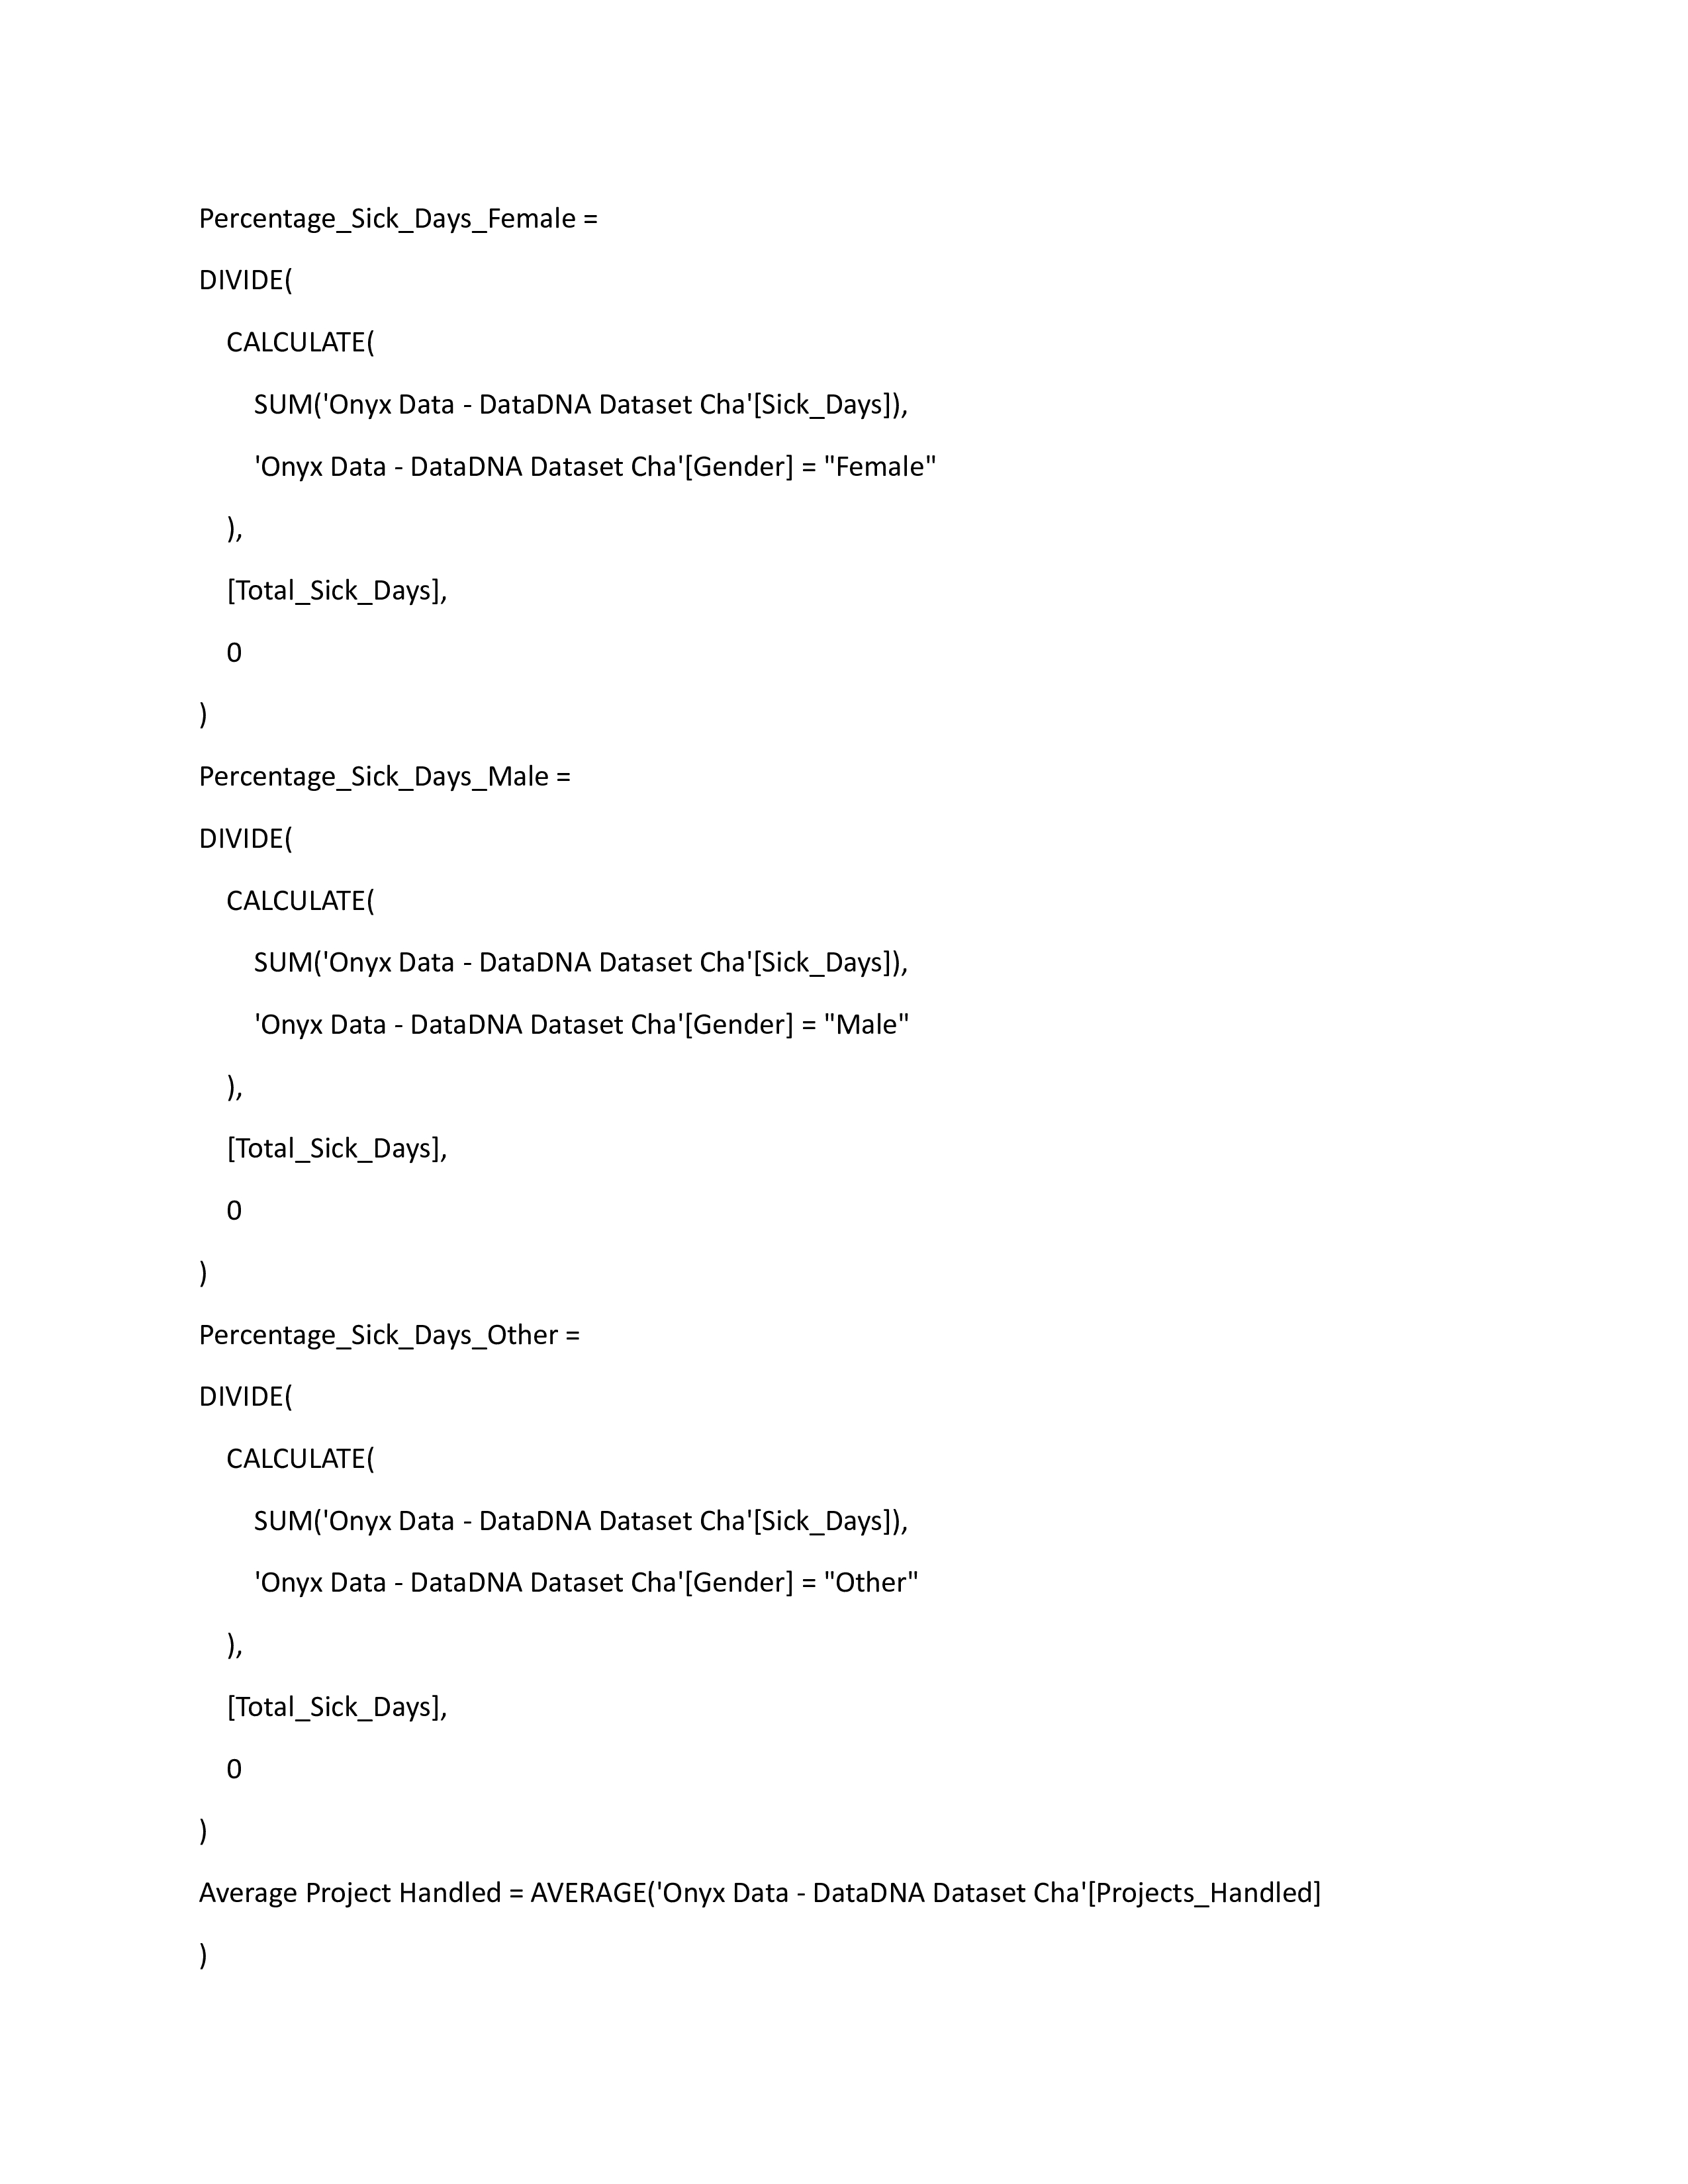 Percentage_Sick_Days_Female =
DIVIDE(
CALCULATE(
SUM('Onyx Data - DataDNA Dataset Cha'[Sick_Days]),
'Onyx Data - DataDNA Dataset Cha'[Gender] = "Female"
),
[Total_Sick_Days],
0
)
Percentage_Sick_Days_Male =
DIVIDE(
CALCULATE(
SUM('Onyx Data - DataDNA Dataset Cha'[Sick_Days]),
'Onyx Data - DataDNA Dataset Cha'[Gender] = "Male"
),
[Total_Sick_Days],
0
)
Percentage_Sick_Days_Other =
DIVIDE(
CALCULATE(
SUM('Onyx Data - DataDNA Dataset Cha'[Sick_Days]),
'Onyx Data - DataDNA Dataset Cha'[Gender] = "Other"
),
[Total_Sick_Days],
0
)
Average Project Handled = AVERAGE('Onyx Data - DataDNA Dataset Cha'[Projects_Handled]
)